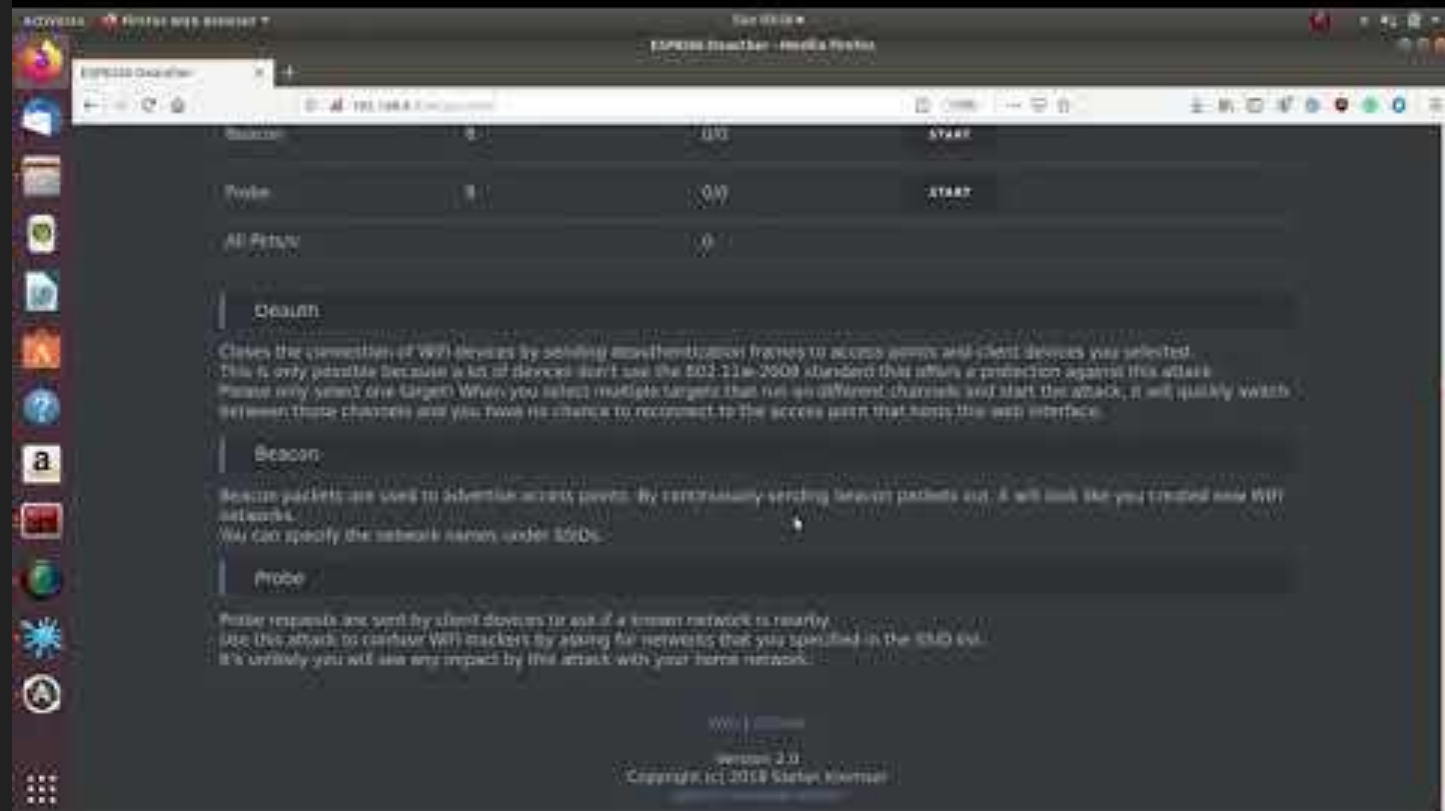 Activities Firefox Web Browser
ESP8266 Deauther - Mozilla Firefox
ESP8266 Deauther
Beacon 8 0/0 START
Probe 8 0/0 START
All Pkts/s 0
Deauth
Closes the connection of WiFi devices by sending deauthentication frames to access points and client devices you selected.
This is only possible because a lot of devices don't use the 802.11w-2009 standard that offers a protection against this attack.
Please only select one target! When you select multiple targets that run on different channels and start the attack, it will quickly switch
between those channels and you have no chance to reconnect to the access point that hosts this web interface.
Beacon
Beacon packets are used to advertise access points. By continuously sending beacon packets out, it will look like you created new WiFi
networks.
You can specify the network names under SSIDs.
Probe
Probe requests are sent by client devices to ask if a known network is nearby.
Use this attack to confuse WiFi trackers by asking for networks that you specified in the SSID list.
It's unlikely you will see any impact by this attack with your home network.
Version 2.0
Copyright (c) 2018 Stefan Kremser
a